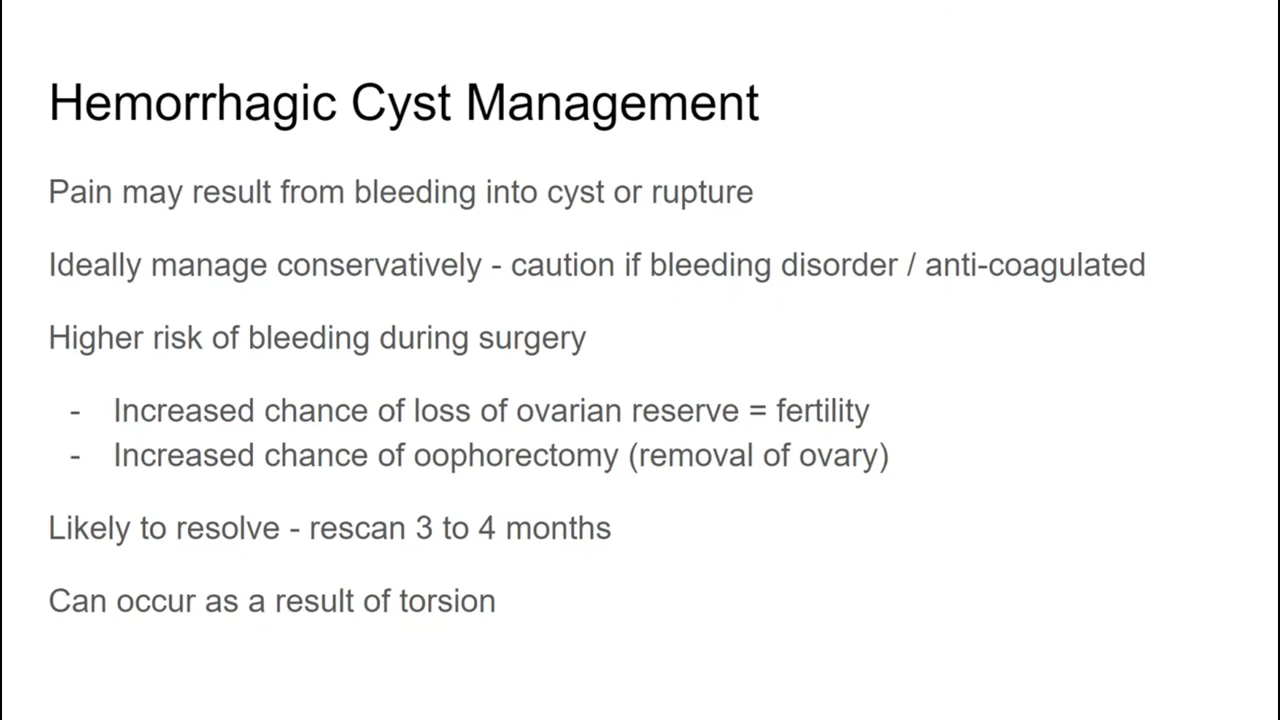 Hemorrhagic Cyst Management
Pain may result from bleeding into cyst or rupture
Ideally manage conservatively - caution if bleeding disorder / anti-coagulated
Higher risk of bleeding during surgery
- Increased chance of loss of ovarian reserve = fertility
- Increased chance of oophorectomy (removal of ovary)
Likely to resolve - rescan 3 to 4 months
Can occur as a result of torsion